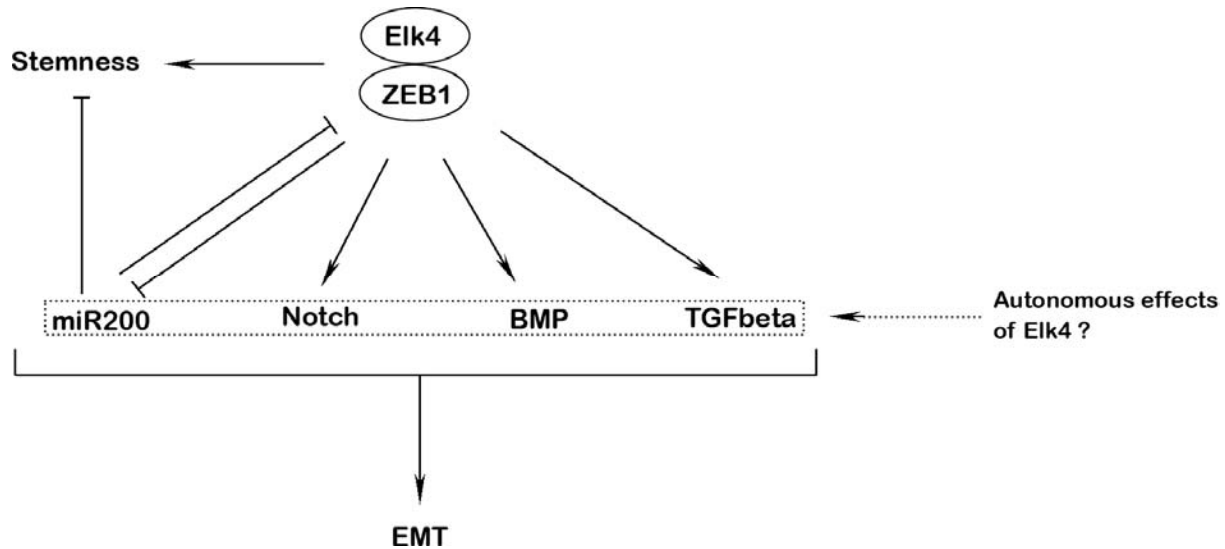 Elk4
Stemness
ZEB1
miR200 Notch BMP TGFbeta
Autonomous effects
of Elk4 ?
EMT